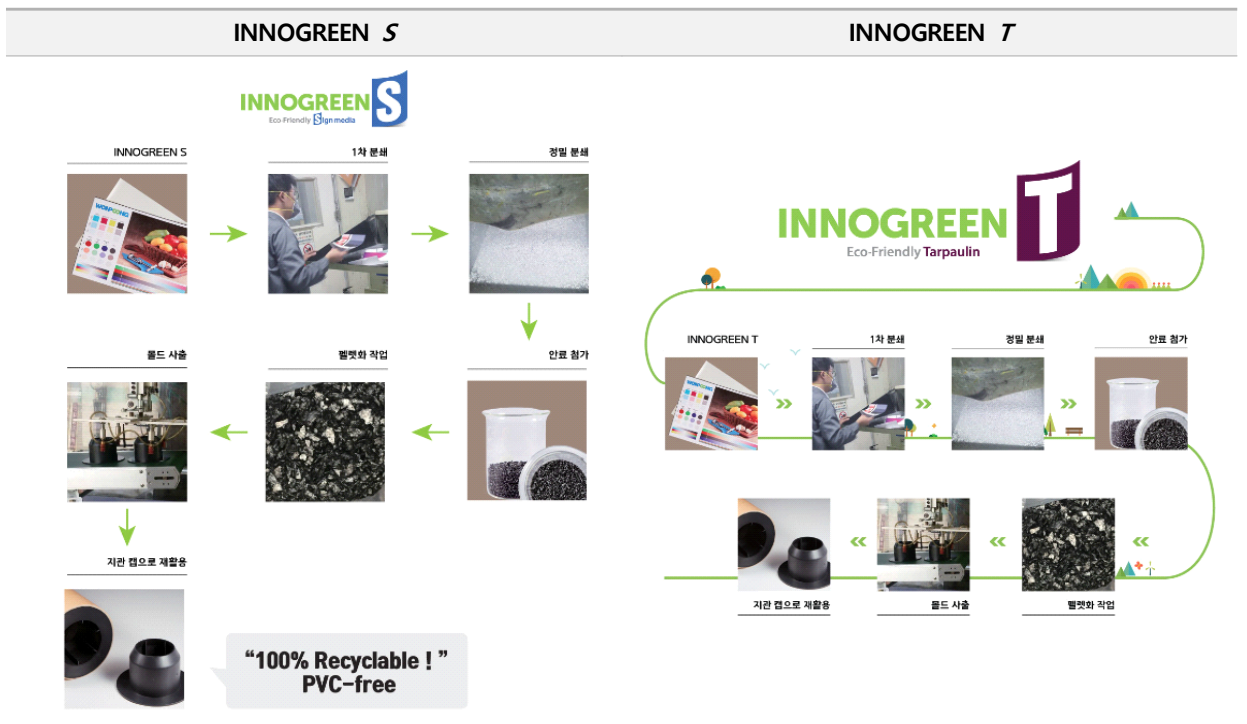 INNOGREEN S
INNOGREEN T
INNOGREEN S
Eco-Friendly Sign media
INNOGREEN S
1차 분쇄
정밀 분쇄
WONPOONG
몰드 사출
펠렛화 작업
안료 첨가
지관 캡으로 재활용
“100% Recyclable ! ”
PVC-free
INNOGREEN T
Eco-Friendly Tarpaulin
INNOGREEN T
1차 분쇄
정밀 분쇄
안료 첨가
WONPOONG
지관 캡으로 재활용
몰드 사출
펠렛화 작업